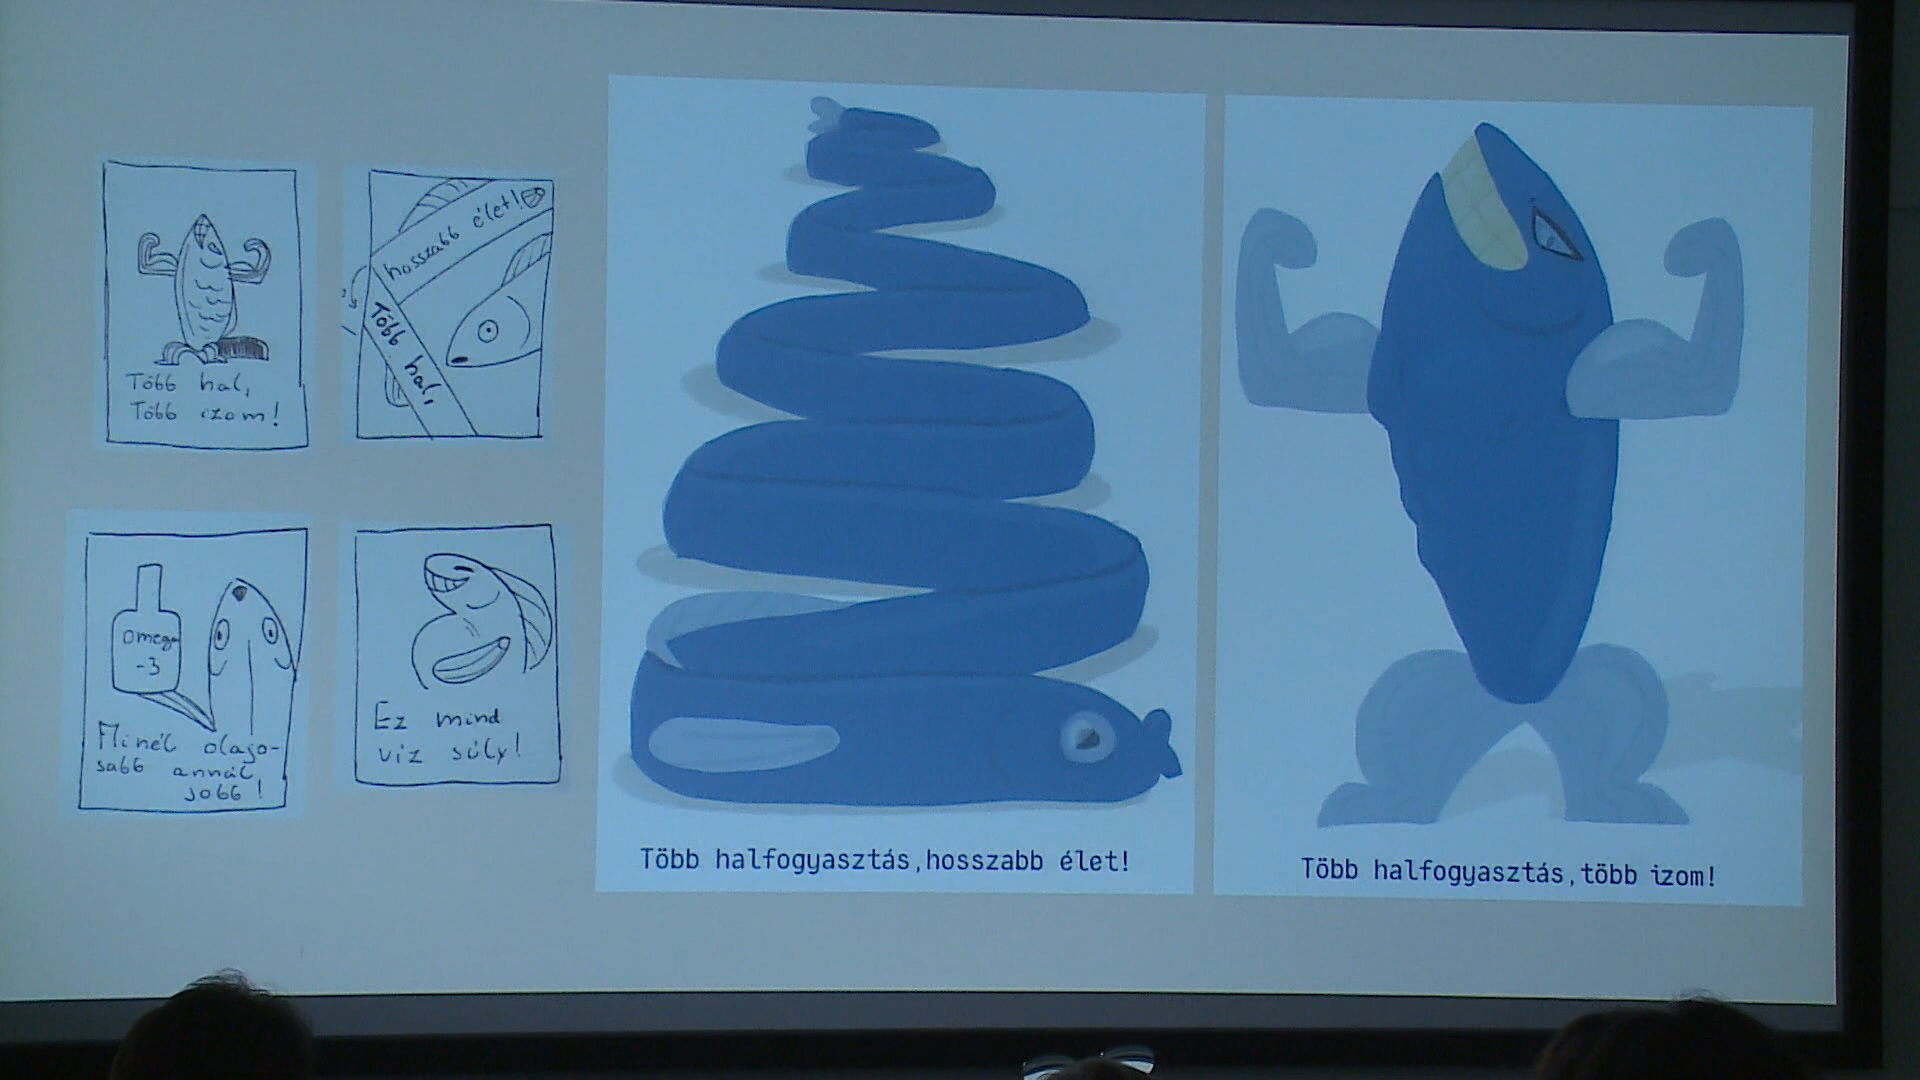 Több hal,
Több izom!
hosszabb élet!
Több hal,
Omega
-3
Minél olajo-
sabb annál
jobb!
Ez mind
víz súly!
Több halfogyasztás,hosszabb élet!
Több halfogyasztás,több izom!